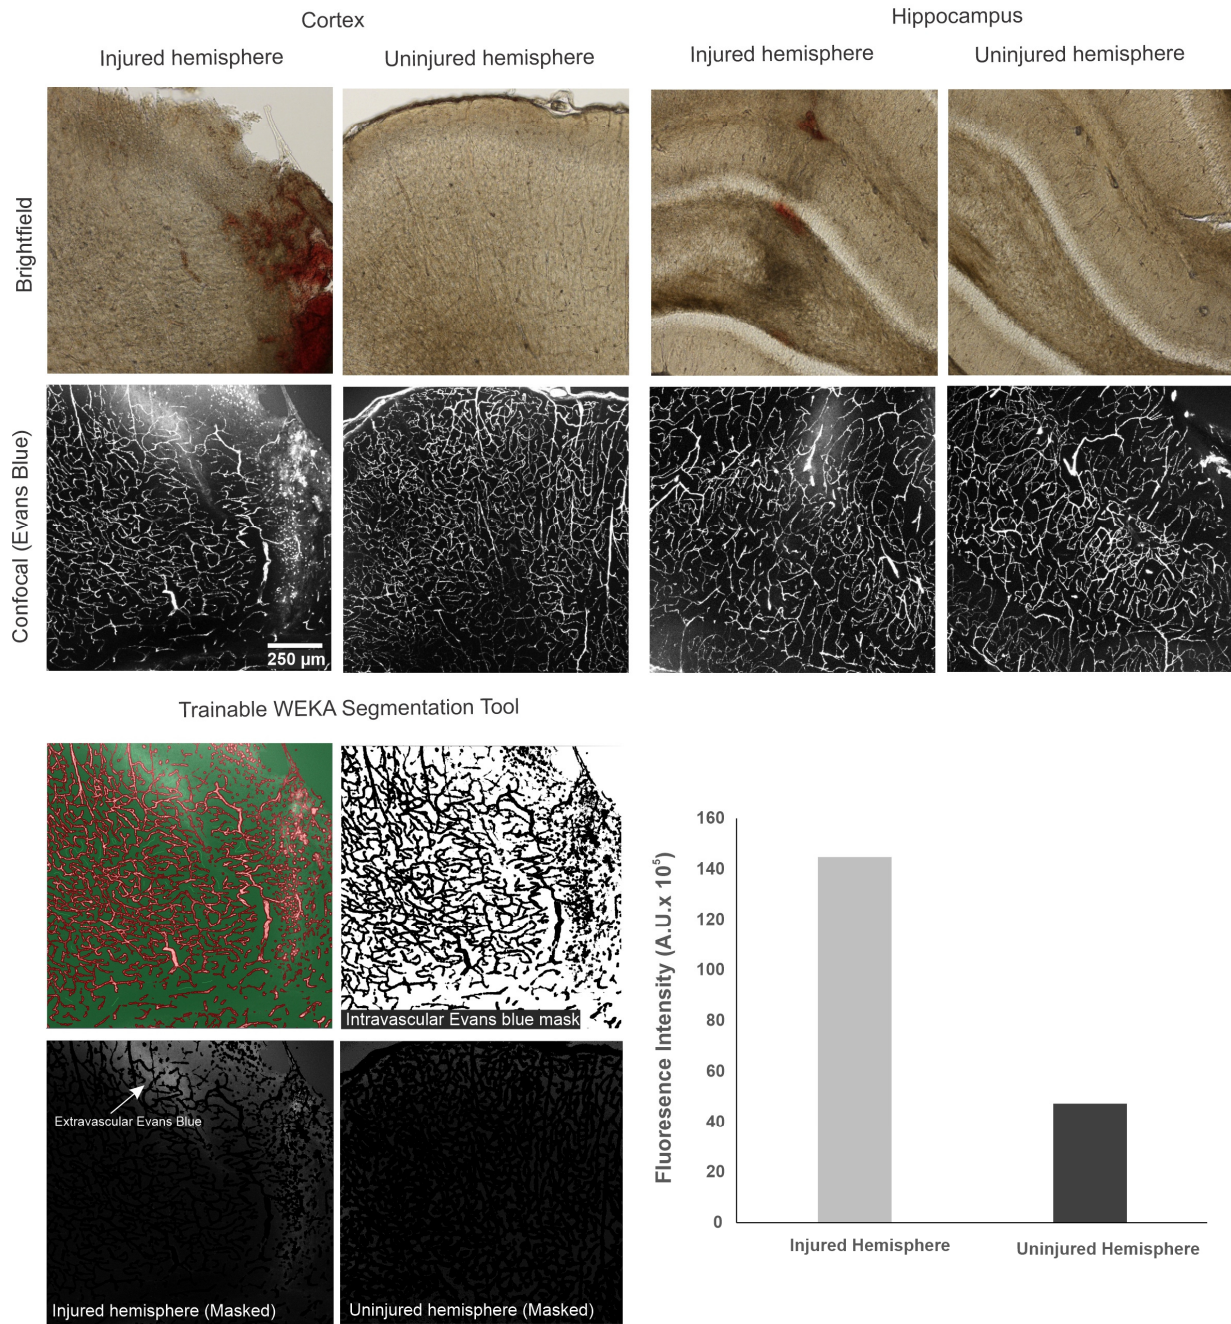 Cortex
Hippocampus
Injured hemisphere
Uninjured hemisphere
Injured hemisphere
Uninjured hemisphere
Brightfield
Confocal (Evans Blue)
250 µm
Trainable WEKA Segmentation Tool
Intravascular Evans blue mask
Extravascular Evans Blue
Injured hemisphere (Masked)
Uninjured hemisphere (Masked)
Fluoresence Intensity (A.U.x 10⁵)
160
140
120
100
80
60
40
20
0
Injured Hemisphere
Uninjured Hemisphere